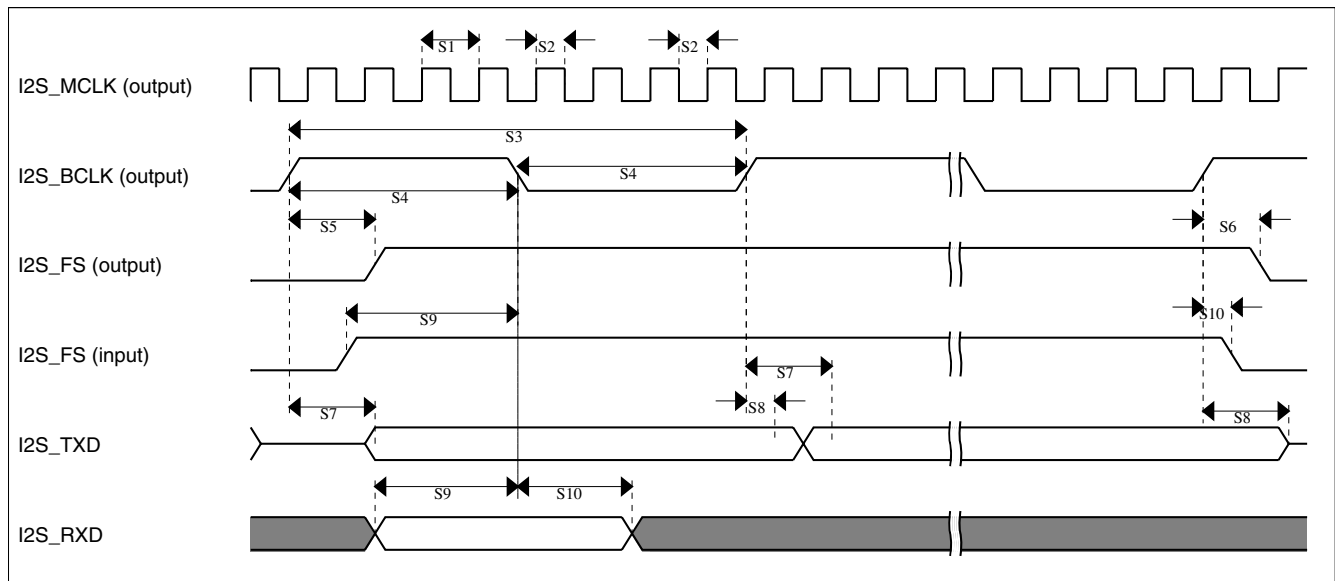 S1 S2 S2
I2S_MCLK (output)
S3
I2S_BCLK (output)
S4
S4
S5 S6
I2S_FS (output)
S9 S10
I2S_FS (input)
S7
S7 S8 S8
I2S_TXD
S9 S10
I2S_RXD